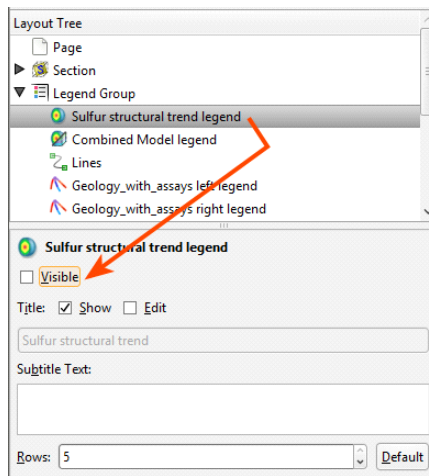 Layout Tree
Page
Section
Legend Group
Sulfur structural trend legend
Combined Model legend
Lines
Geology_with_assays left legend
Geology_with_assays right legend
Sulfur structural trend legend
Visible
Title: Show Edit
Sulfur structural trend
Subtitle Text:
Rows: 5 Default